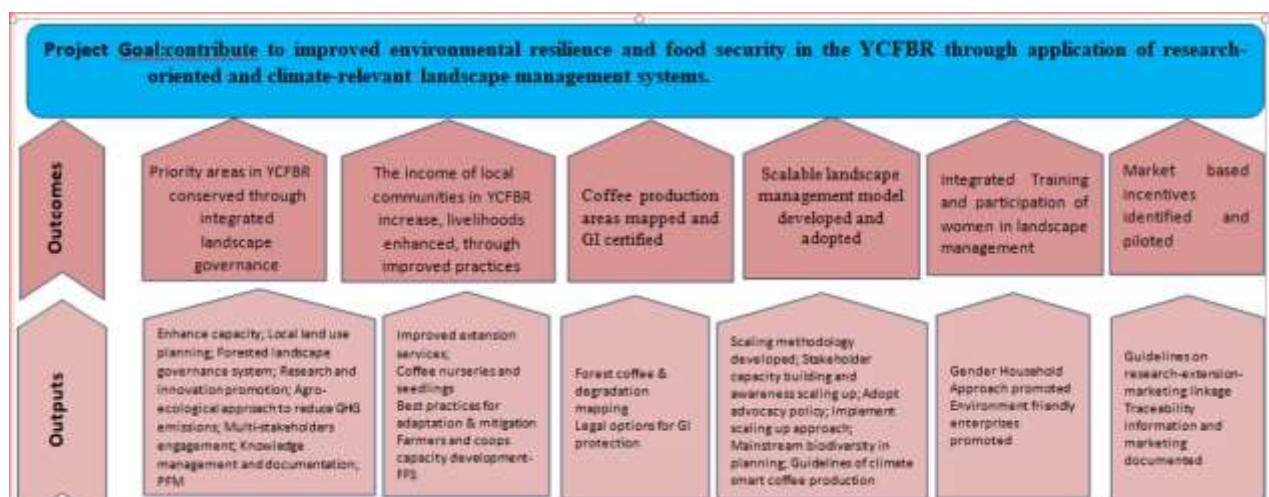 Project Goal:contribute to improved environmental resilience and food security in the YCFBR through application of research-
oriented and climate-relevant landscape management systems.
Outcomes
Priority areas in YCFBR
conserved through
integrated
landscape
governance
The income of local
communities in YCFBR
increase, livelihoods
enhanced, through
improved practices
Coffee production
areas mapped and
GI certified
Scalable landscape
management model
developed and
adopted
Integrated Training
and participation of
women in landscape
management
Market based
incentives
identified and
piloted
Outputs
Enhance capacity; Local land use
planning; Forested landscape
governance system; Research and
innovation promotion; Agro-
ecological approach to reduce GHG
emissions; Multi-stakeholders
engagement; Knowledge
management and documentation;
PFM
Improved extension
services;
Coffee nurseries and
seedlings
Best practices for
adaptation & mitigation
Farmers and coops
capacity development-
FFS
Forest coffee &
degradation
mapping
Legal options for GI
protection
Scaling methodology
developed; Stakeholder
capacity building and
awareness scaling up; Adopt
advocacy policy; Implement
scaling up approach;
Mainstream biodiversity in
planning; Guidelines of climate
smart coffee production
Gender Household
Approach promoted
Environment friendly
enterprises
promoted
Guidelines on
research-extension-
marketing linkage
Traceability
information and
marketing
documented